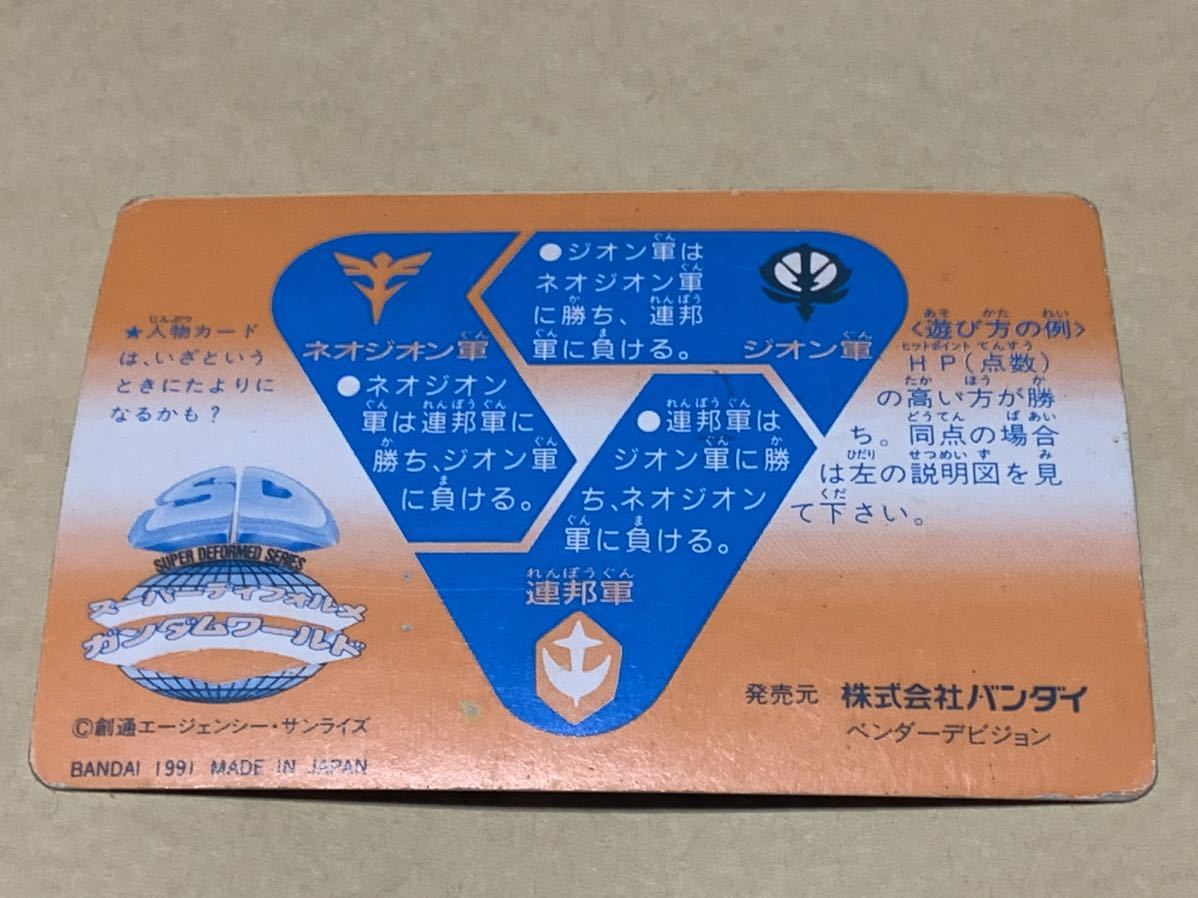 ★人物カード
は、いざという
ときにたよりに
なるかも？
ネオジオン軍
●ネオジオン
軍は連邦軍に
勝ち、ジオン軍
に負ける。
●ジオン軍は
ネオジオン軍
に勝ち、連邦
軍に負ける。
ジオン軍
●連邦軍は
ジオン軍に勝
ち、ネオジオン
軍に負ける。
連邦軍
〈遊び方の例〉
HP(点数)
の高い方が勝
ち。同点の場合
は左の説明図を見
て下さい。
SD
SUPER DEFORMED SERIES
スーパーディフォルメ
ガンダムワールド
©創通エージェンシー・サンライズ
BANDAI 1991 MADE IN JAPAN
発売元 株式会社バンダイ
ベンダーデビジョン